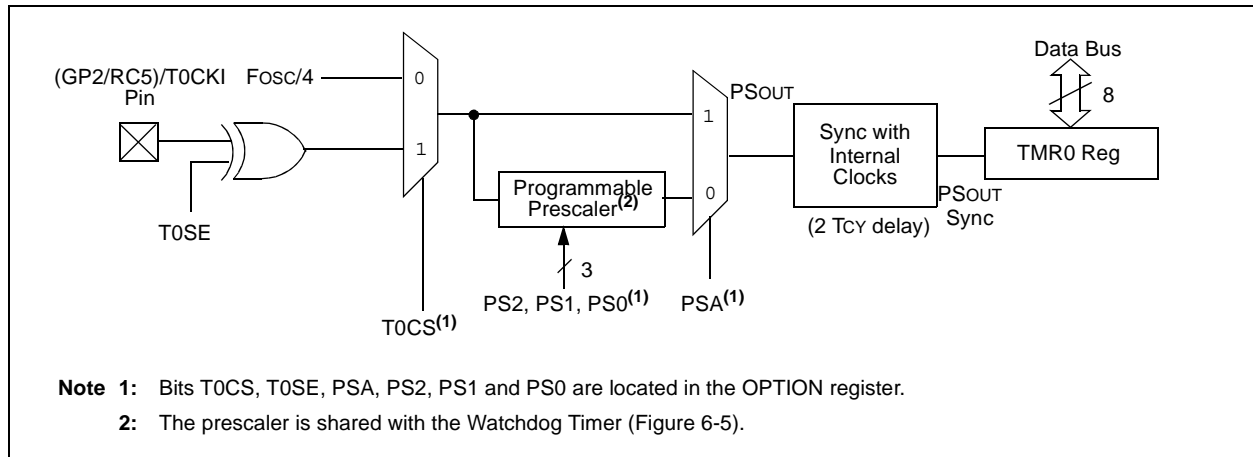 Data Bus
(GP2/RC5)/T0CKI
Pin
FOSC/4
0
1
T0SE
T0CS(1)
Programmable
Prescaler(2)
3
PS2, PS1, PS0(1)
1
0
PSOUT
PSA(1)
Sync with
Internal
Clocks
(2 TCY delay)
PSOUT
Sync
8
TMR0 Reg
Note 1: Bits T0CS, T0SE, PSA, PS2, PS1 and PS0 are located in the OPTION register.
2: The prescaler is shared with the Watchdog Timer (Figure 6-5).